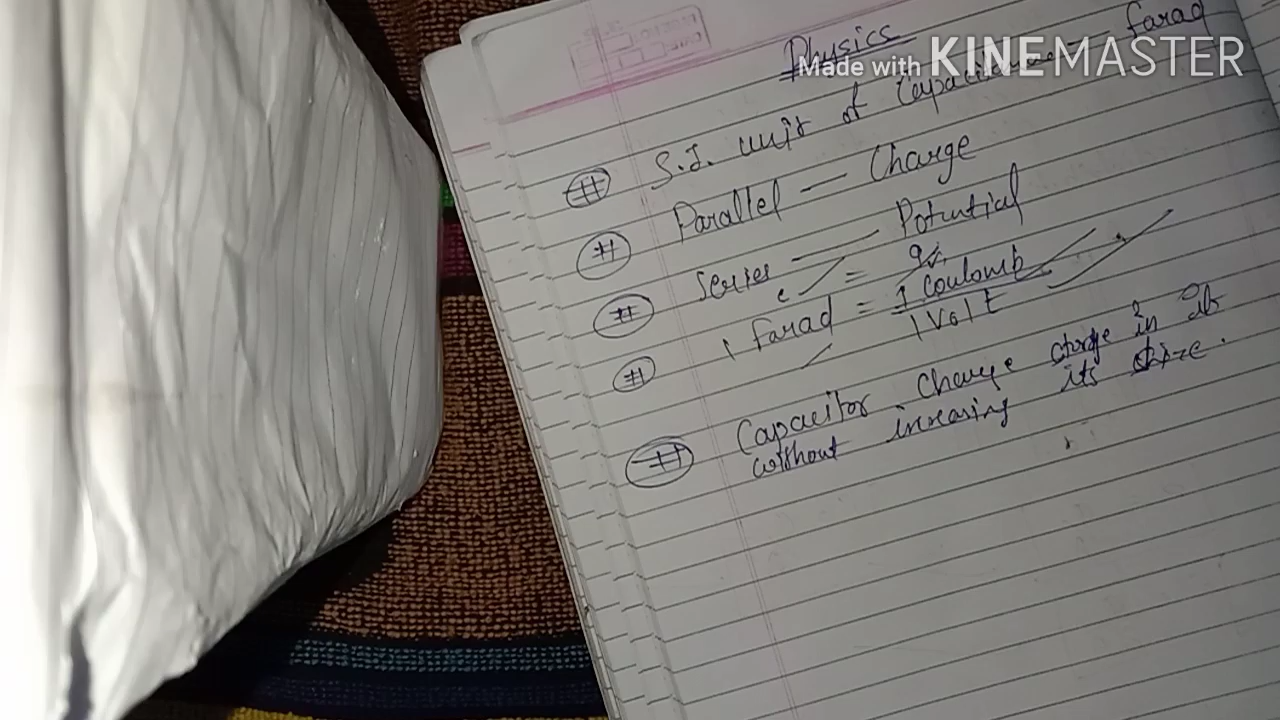 Physics
Made with KINEMASTER
# S.I. unit of Capacitance farad
# Parallel — Charge
# Series — Potential
c = q/v
# 1 farad = 1 Coulomb
1 Volt
# Capacitor charge in
without increasing its size.